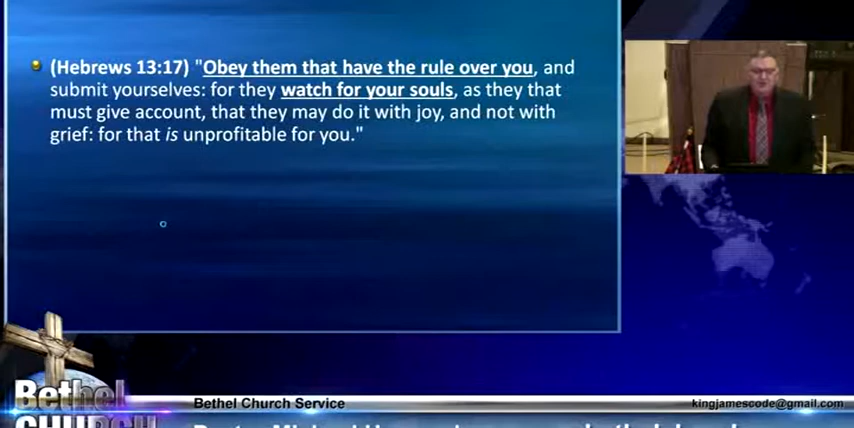 (Hebrews 13:17) "Obey them that have the rule over you, and
submit yourselves: for they watch for your souls, as they that
must give account, that they may do it with joy, and not with
grief: for that is unprofitable for you."
Bethel
CHURCH
Bethel Church Service
kingjamescode@gmail.com